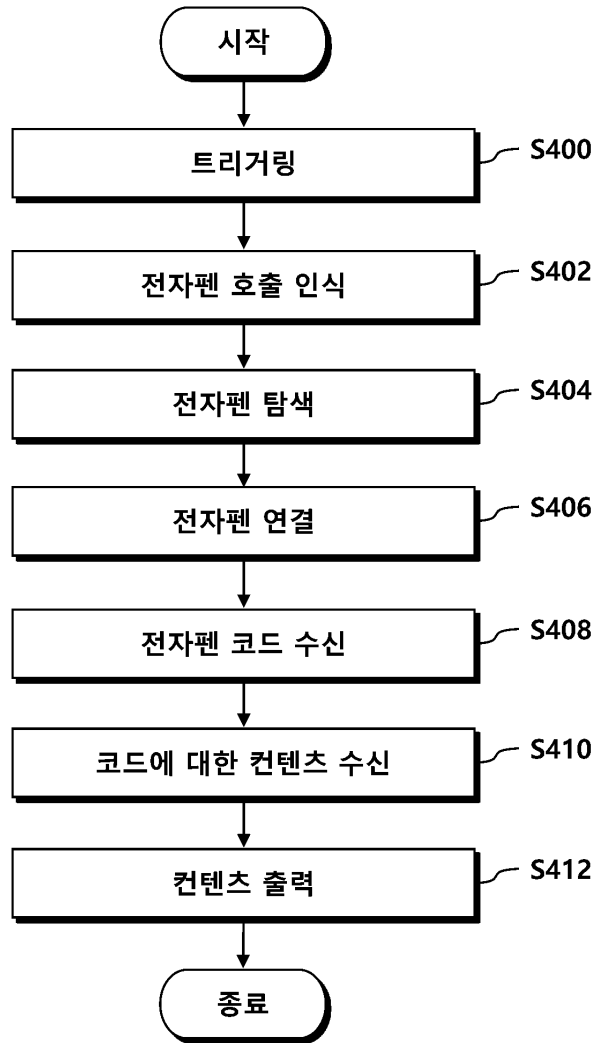 시작
트리거링
S400
전자펜 호출 인식
S402
전자펜 탐색
S404
전자펜 연결
S406
전자펜 코드 수신
S408
코드에 대한 컨텐츠 수신
S410
컨텐츠 출력
S412
종료